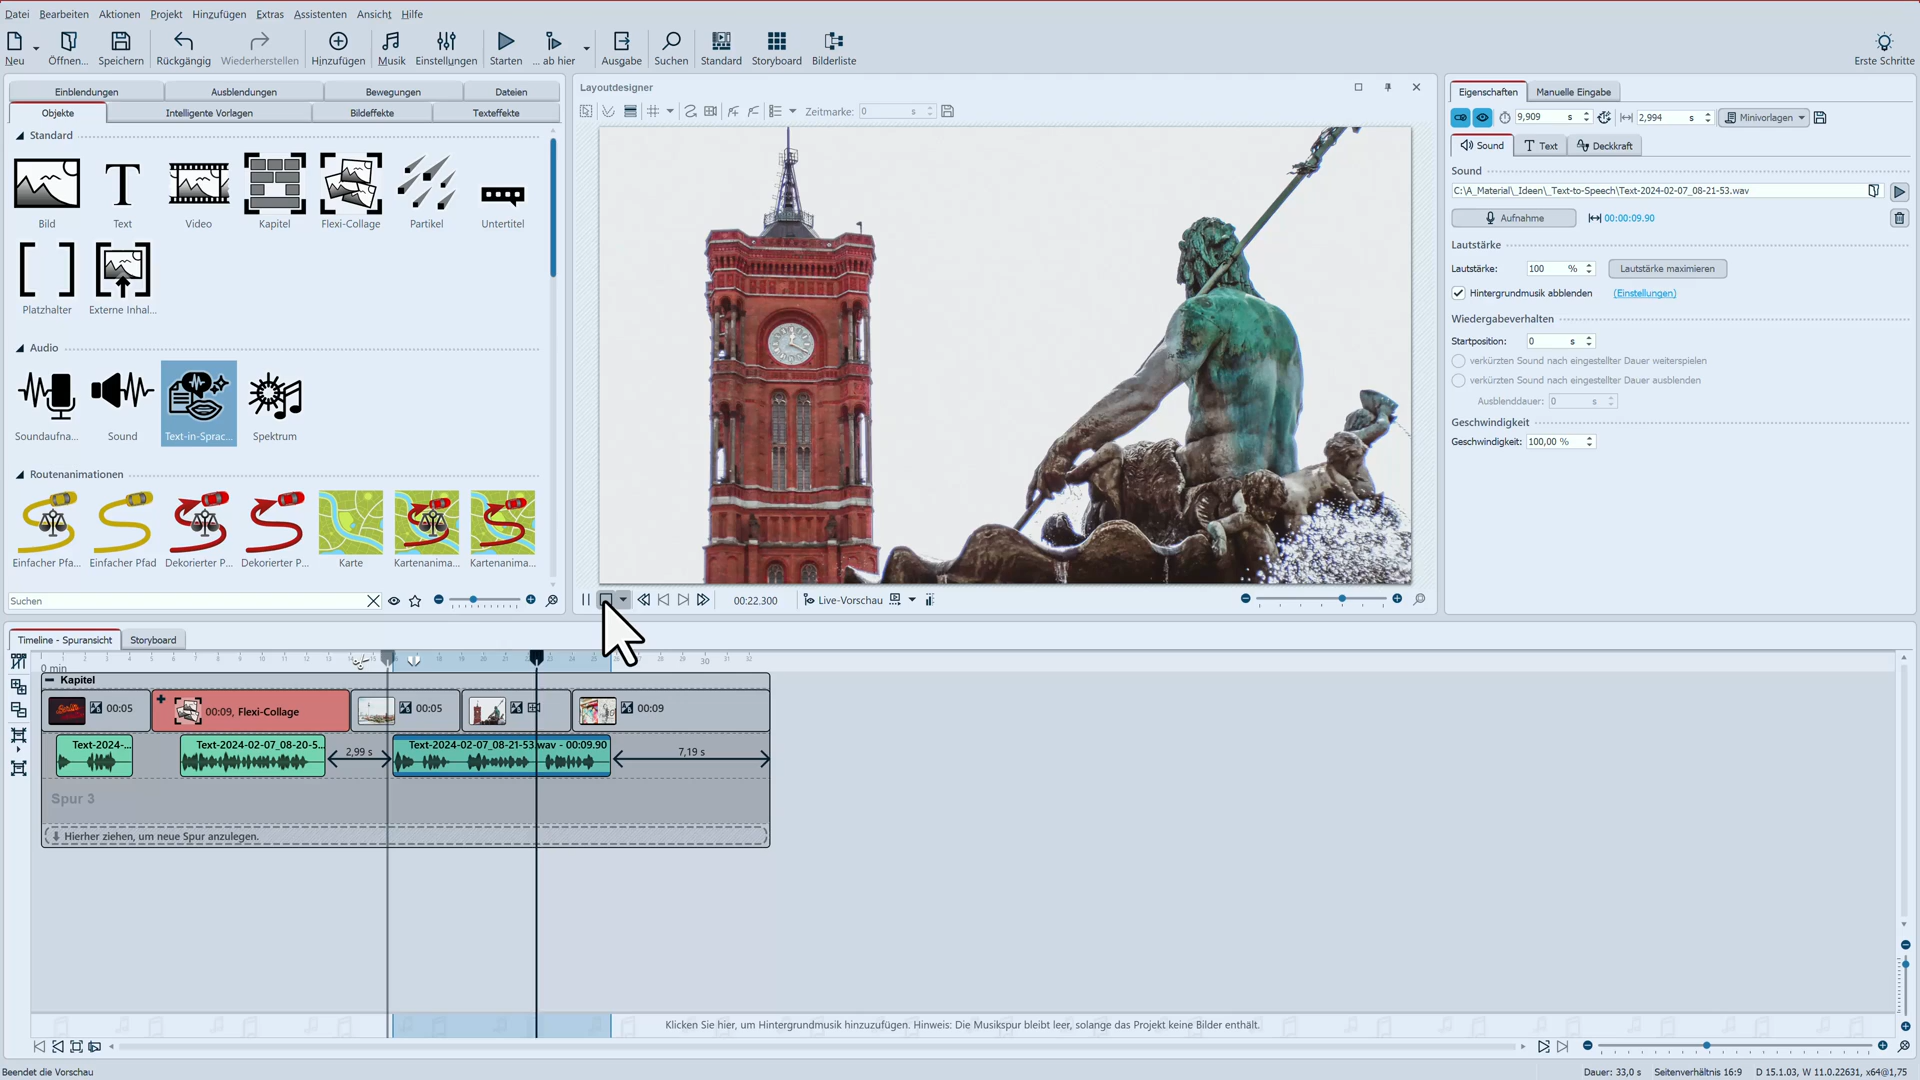 Datei Bearbeiten Aktionen Projekt Hinzufügen Extras Assistenten Ansicht Hilfe
Neu Öffnen... Speichern Rückgängig Wiederherstellen Hinzufügen Musik Einstellungen Starten ... ab hier Ausgabe Suchen Standard Storyboard Bilderliste Erste Schritte
Einblendungen Ausblendungen Bewegungen Dateien
Objekte Intelligente Vorlagen Bildeffekte Texteffekte
Standard
Bild Text Video Kapitel Flexi-Collage Partikel Untertitel
Platzhalter Externe Inhal...
Audio
Soundaufna... Sound Text-in-Sprac... Spektrum
Routenanimationen
Einfacher Pfa... Einfacher Pfad Dekorierter P... Dekorierter P... Karte Kartenanima... Kartenanima...
Suchen
Layoutdesigner
Zeitmarke: 0 s
00:22.300 Live-Vorschau
Eigenschaften Manuelle Eingabe
9,909 s 2,994 s Minivorlagen
Sound Text Deckkraft
Sound
C:\A_Material\_Ideen\_Text-to-Speech\Text-2024-02-07_08-21-53.wav
Aufnahme 00:00:09.90
Lautstärke
Lautstärke: 100 % Lautstärke maximieren
Hintergrundmusik abblenden (Einstellungen)
Wiedergabeverhalten
Startposition: 0 s
verkürzten Sound nach eingestellter Dauer weiterspielen
verkürzten Sound nach eingestellter Dauer ausblenden
Ausblenddauer: 0 s
Geschwindigkeit
Geschwindigkeit: 100,00 %
Timeline - Spuransicht Storyboard
0 min
Kapitel
00:05 00:09, Flexi-Collage 00:05 00:09
Text-2024-... Text-2024-02-07_08-20-5... 2,99 s Text-2024-02-07_08-21-53.wav - 00:09.90 7,19 s
Spur 3
Hierher ziehen, um neue Spur anzulegen.
Klicken Sie hier, um Hintergrundmusik hinzuzufügen. Hinweis: Die Musikspur bleibt leer, solange das Projekt keine Bilder enthält.
Beendet die Vorschau Dauer: 33,0 s Seitenverhältnis 16:9 D 15.1.03, W 11.0.22631, x64@1,75